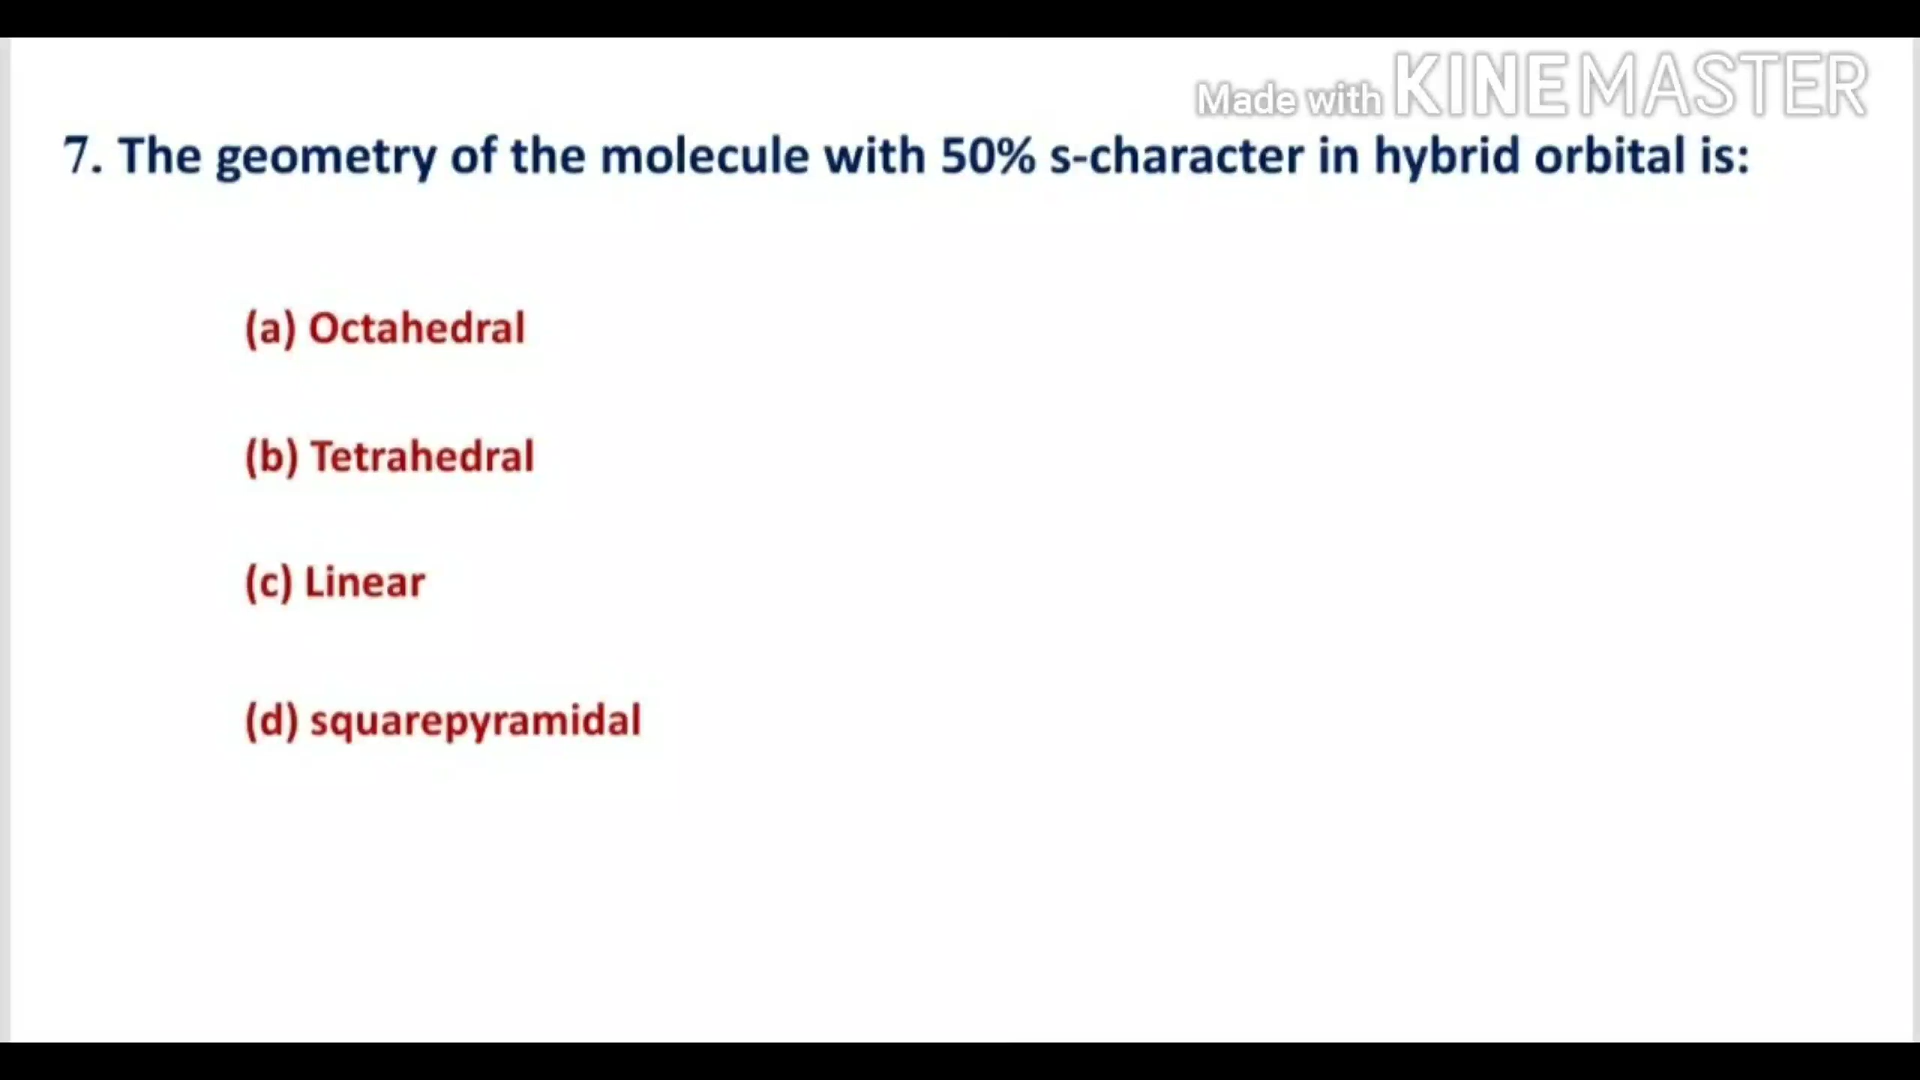 Made with KINEMASTER
7. The geometry of the molecule with 50% s-character in hybrid orbital is:
(a) Octahedral
(b) Tetrahedral
(c) Linear
(d) squarepyramidal